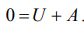 0 = U + A.